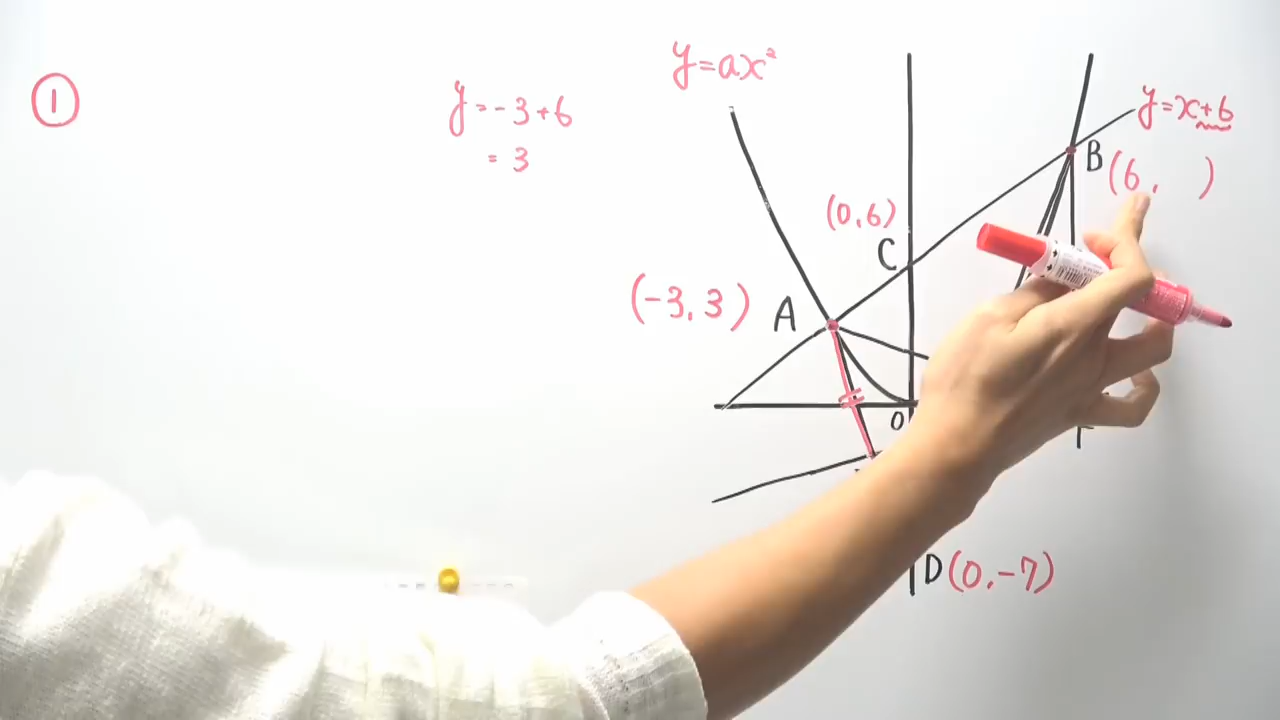 ①
y=-3+6
=3
y=ax²
y=x+6
B(6, )
(0,6)
C
(-3,3) A
O
D(0,-7)